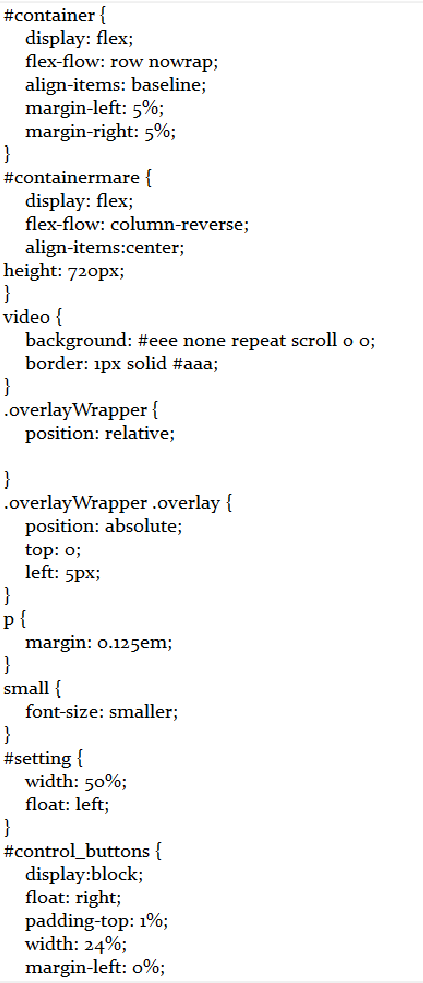 #container {
display: flex;
flex-flow: row nowrap;
align-items: baseline;
margin-left: 5%;
margin-right: 5%;
}
#containermare {
display: flex;
flex-flow: column-reverse;
align-items:center;
height: 720px;
}
video {
background: #eee none repeat scroll 0 0;
border: 1px solid #aaa;
}
.overlayWrapper {
position: relative;
}
.overlayWrapper .overlay {
position: absolute;
top: 0;
left: 5px;
}
p {
margin: 0.125em;
}
small {
font-size: smaller;
}
#setting {
width: 50%;
float: left;
}
#control_buttons {
display:block;
float: right;
padding-top: 1%;
width: 24%;
margin-left: 0%;